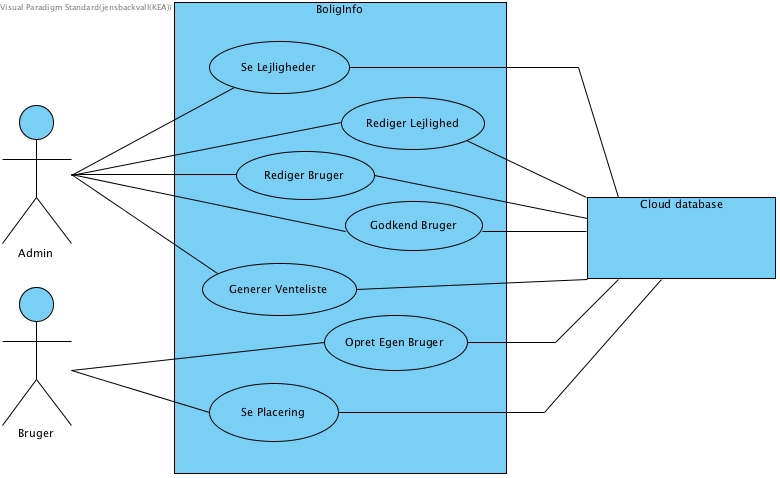 Visual Paradigm Standard(jensbackvall(KEA))
BoligInfo
Se Lejligheder
Rediger Lejlighed
Rediger Bruger
Cloud database
Godkend Bruger
Admin
Generer Venteliste
Opret Egen Bruger
Se Placering
Bruger